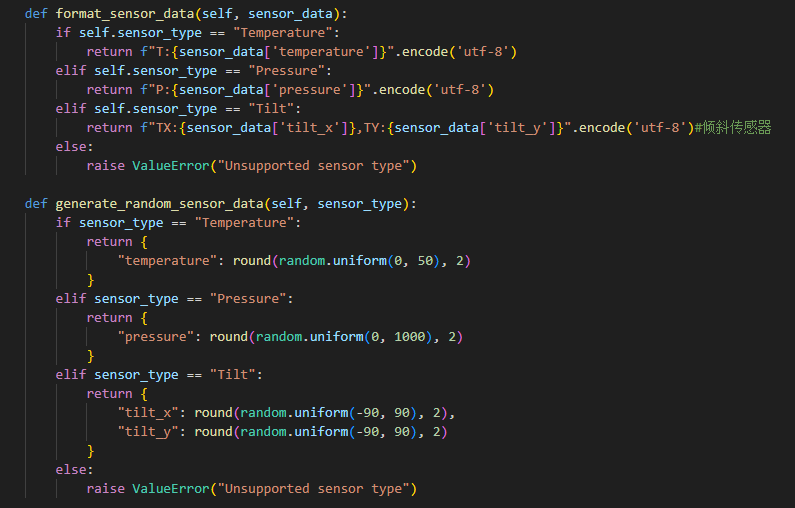 def format_sensor_data(self, sensor_data):
    if self.sensor_type == "Temperature":
        return f"T:{sensor_data['temperature']}".encode('utf-8')
    elif self.sensor_type == "Pressure":
        return f"P:{sensor_data['pressure']}".encode('utf-8')
    elif self.sensor_type == "Tilt":
        return f"TX:{sensor_data['tilt_x']},TY:{sensor_data['tilt_y']}".encode('utf-8')#倾斜传感器
    else:
        raise ValueError("Unsupported sensor type")

def generate_random_sensor_data(self, sensor_type):
    if sensor_type == "Temperature":
        return {
            "temperature": round(random.uniform(0, 50), 2)
        }
    elif sensor_type == "Pressure":
        return {
            "pressure": round(random.uniform(0, 1000), 2)
        }
    elif sensor_type == "Tilt":
        return {
            "tilt_x": round(random.uniform(-90, 90), 2),
            "tilt_y": round(random.uniform(-90, 90), 2)
        }
    else:
        raise ValueError("Unsupported sensor type")